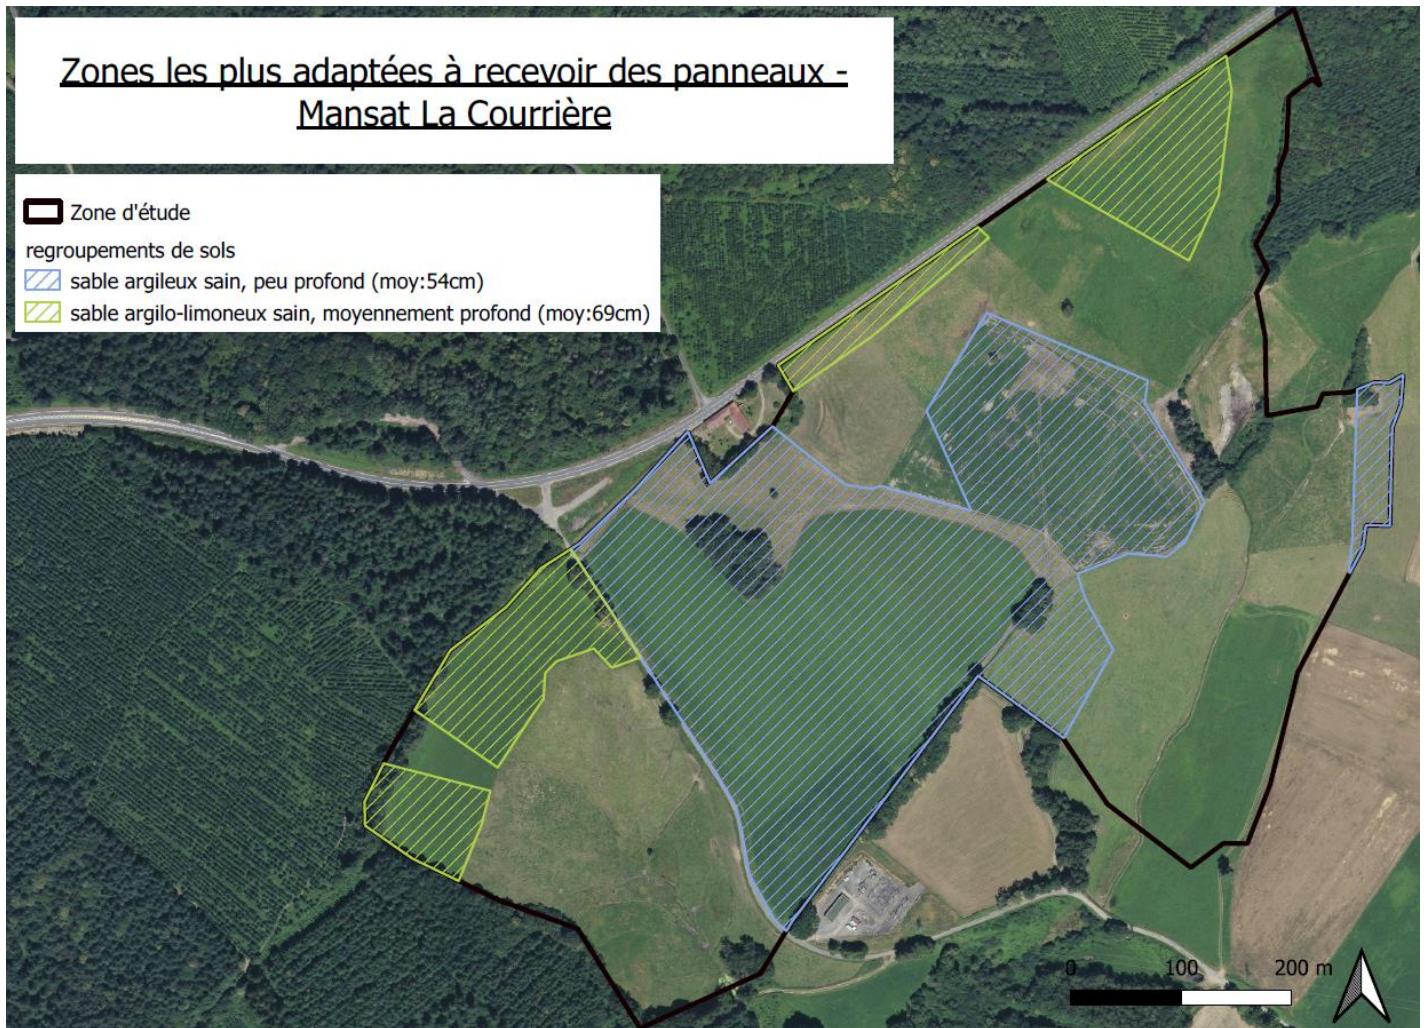 Zones les plus adaptées à recevoir des panneaux -
Mansat La Courrière
Zone d'étude
regroupements de sols
sable argileux sain, peu profond (moy:54cm)
sable argilo-limoneux sain, moyennement profond (moy:69cm)
0 100 200 m